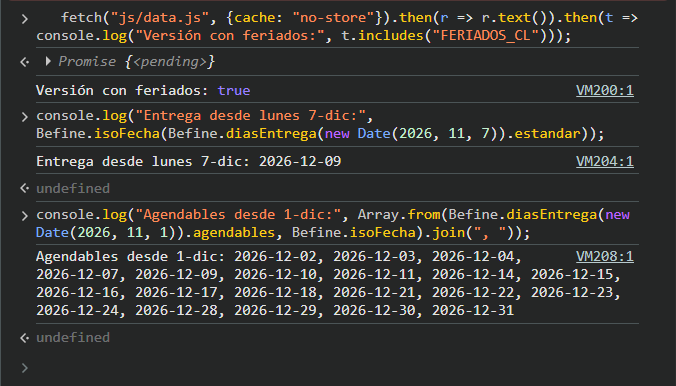 fetch("js/data.js", {cache: "no-store"}).then(r => r.text()).then(t =>
console.log("Versión con feriados:", t.includes("FERIADOS_CL")));
Promise {<pending>}
Versión con feriados: true VM200:1
console.log("Entrega desde lunes 7-dic:",
Befine.isoFecha(Befine.diasEntrega(new Date(2026, 11, 7)).estandar));
Entrega desde lunes 7-dic: 2026-12-09 VM204:1
undefined
console.log("Agendables desde 1-dic:", Array.from(Befine.diasEntrega(new
Date(2026, 11, 1)).agendables, Befine.isoFecha).join(", "));
Agendables desde 1-dic: 2026-12-02, 2026-12-03, 2026-12-04, VM208:1
2026-12-07, 2026-12-09, 2026-12-10, 2026-12-11, 2026-12-14, 2026-12-15,
2026-12-16, 2026-12-17, 2026-12-18, 2026-12-21, 2026-12-22, 2026-12-23,
2026-12-24, 2026-12-28, 2026-12-29, 2026-12-30, 2026-12-31
undefined